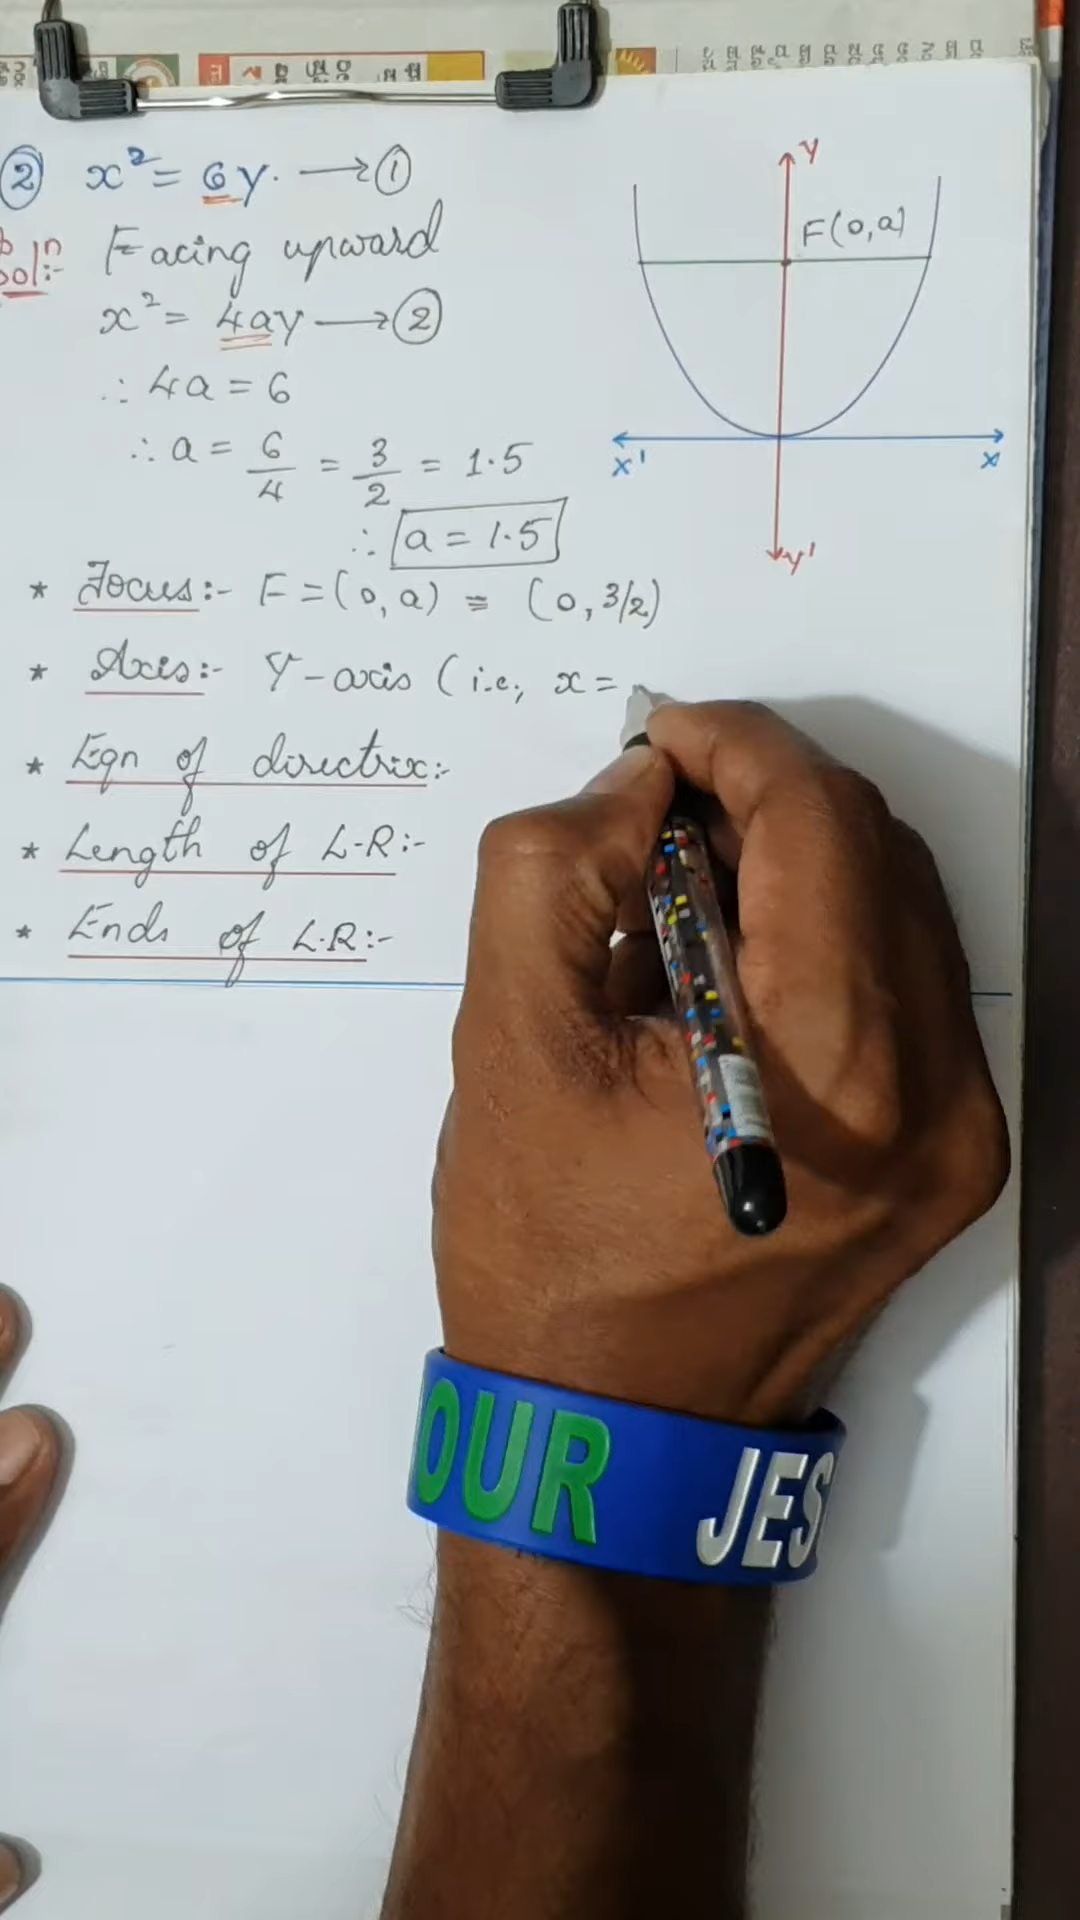 ② x² = 6y. → ①
Soln:- Facing upward
x² = 4ay → ②
∴ 4a = 6
∴ a = 6/4 = 3/2 = 1.5
∴ a = 1.5
* Focus:- F = (0, a) = (0, 3/2)
* Axis:- Y-axis (i.e, x =
* Eqn of directrix:-
* Length of L.R:-
* Ends of L.R:-
Y
F(0,a)
X'
X
Y'
OUR JES